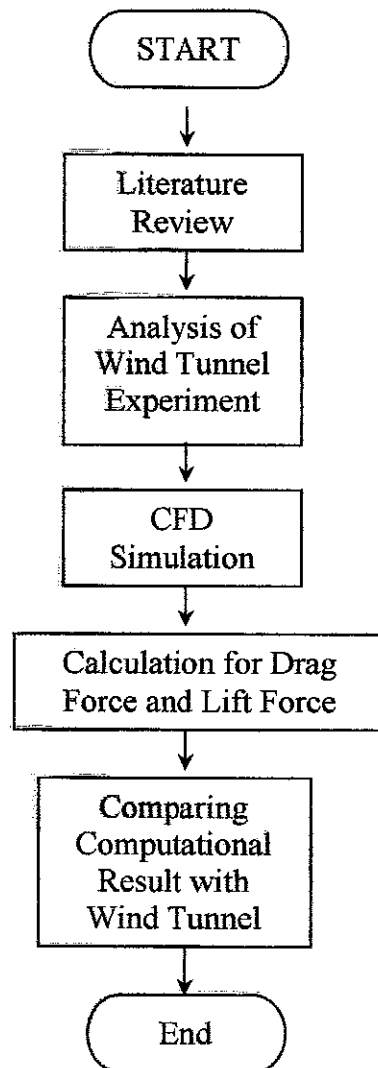 START
Literature
Review
Analysis of
Wind Tunnel
Experiment
CFD
Simulation
Calculation for Drag
Force and Lift Force
Comparing
Computational
Result with
Wind Tunnel
End